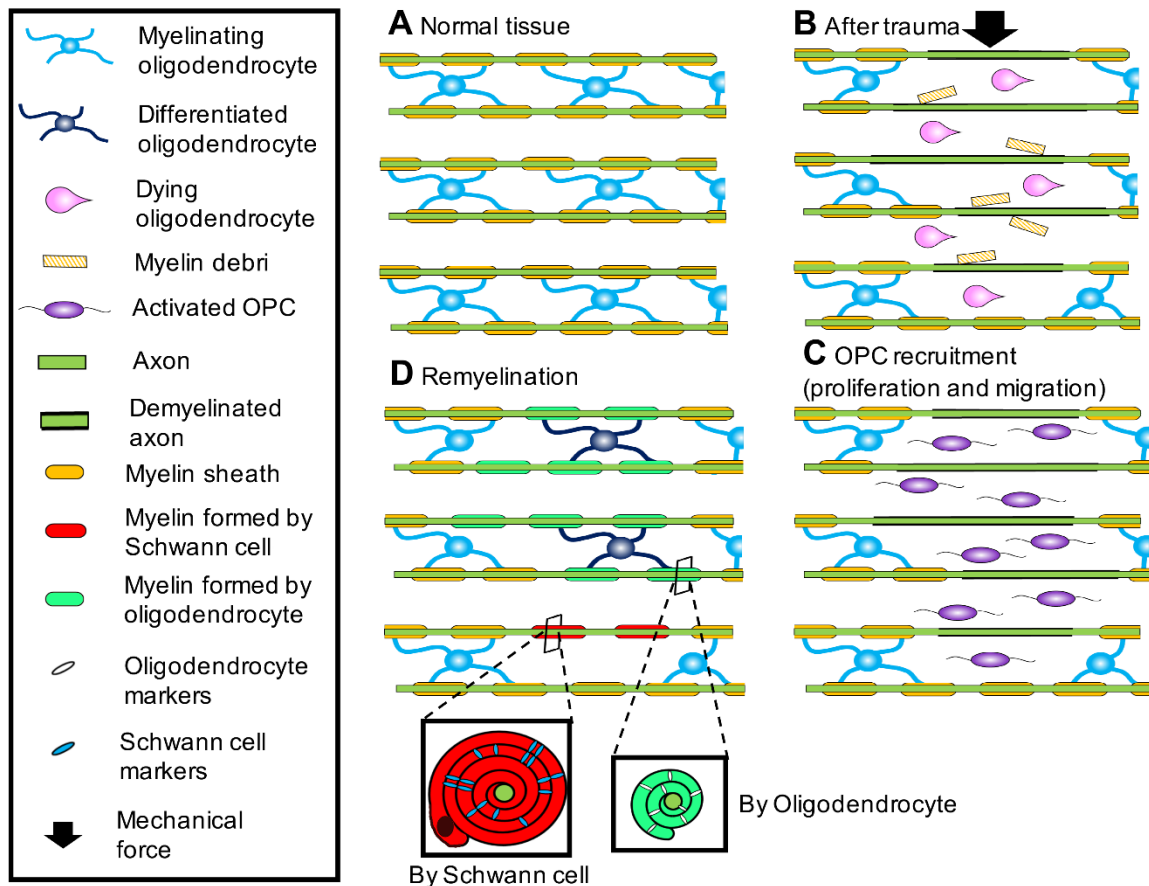 Myelinating
oligodendrocyte
Differentiated
oligodendrocyte
Dying
oligodendrocyte
Myelin debri
Activated OPC
Axon
Demyelinated
axon
Myelin sheath
Myelin formed by
Schwann cell
Myelin formed by
oligodendrocyte
Oligodendrocyte
markers
Schwann cell
markers
Mechanical
force
A Normal tissue
B After trauma
C OPC recruitment
(proliferation and migration)
D Remyelination
By Schwann cell
By Oligodendrocyte